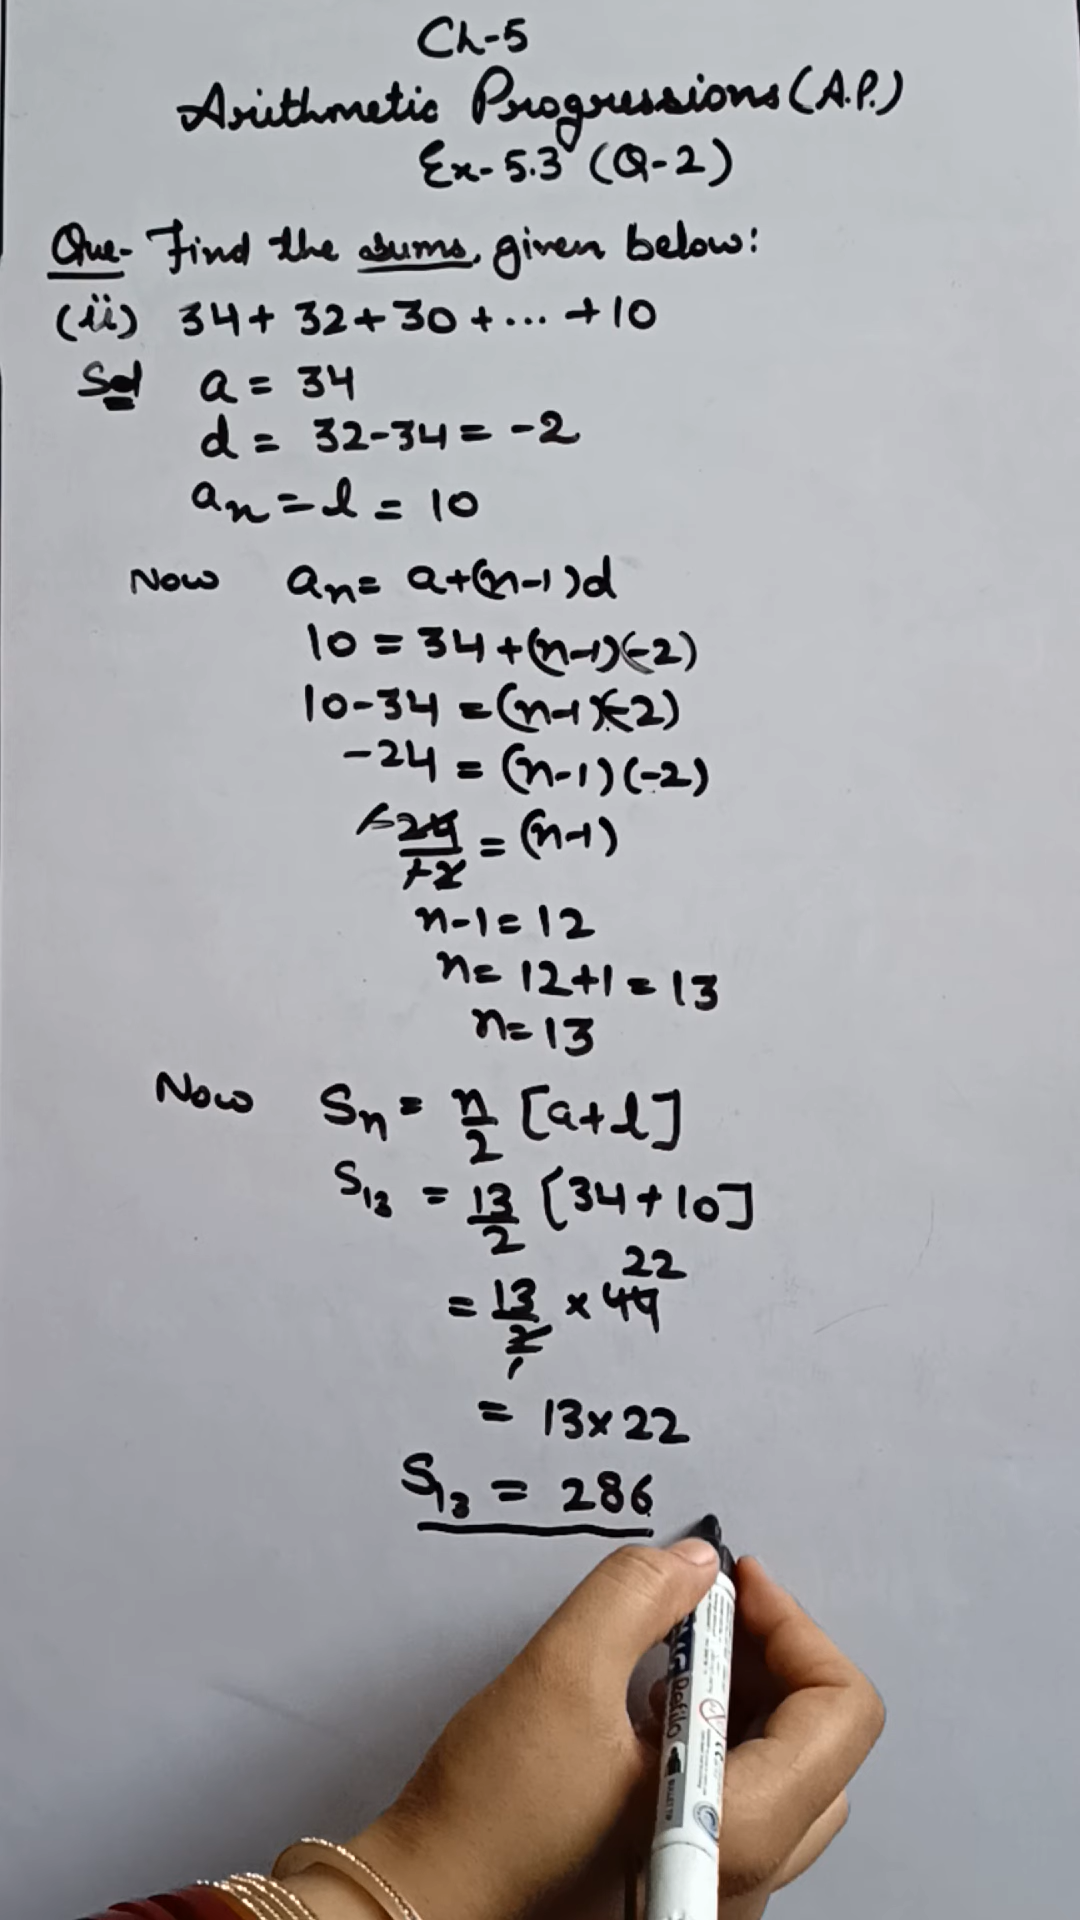 Ch-5
Arithmetic Progressions (A.P.)
Ex-5.3 (Q-2)
Que- Find the sums, given below:
(ii) 34+ 32+30+...+10
Sol a = 34
d = 32-34 = -2
an = l = 10
Now an = a+(n-1)d
10 = 34+(n-1)(-2)
10-34 = (n-1)(-2)
-24 = (n-1)(-2)
-24/-2 = (n-1)
n-1 = 12
n = 12+1 = 13
n = 13
Now Sn = n/2 [a+l]
S13 = 13/2 [34+10]
22
= 13/2 × 44
1
= 13×22
S13 = 286
Refilo